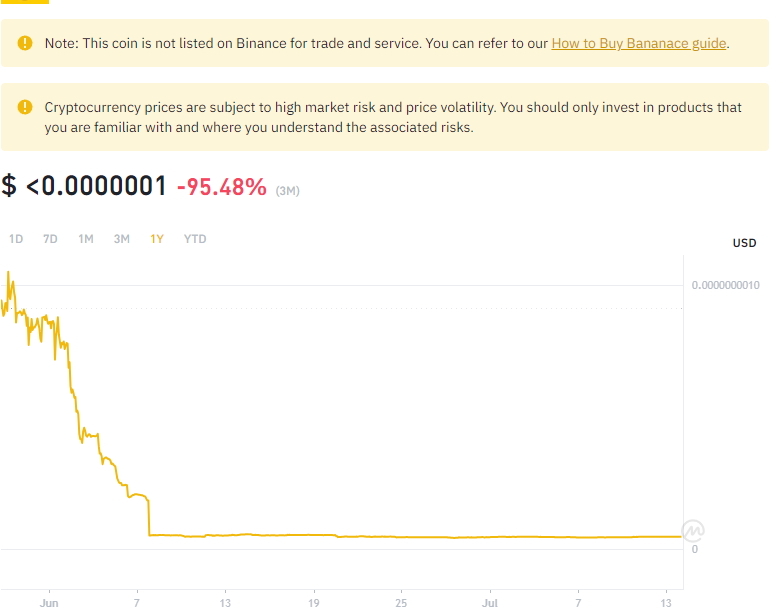 Note: This coin is not listed on Binance for trade and service. You can refer to our How to Buy Bananace guide.
Cryptocurrency prices are subject to high market risk and price volatility. You should only invest in products that
you are familiar with and where you understand the associated risks.
$ <0.0000001 -95.48% (3M)
1D 7D 1M 3M 1Y YTD
USD
0.0000000010
0
Jun 7 13 19 25 Jul 7 13